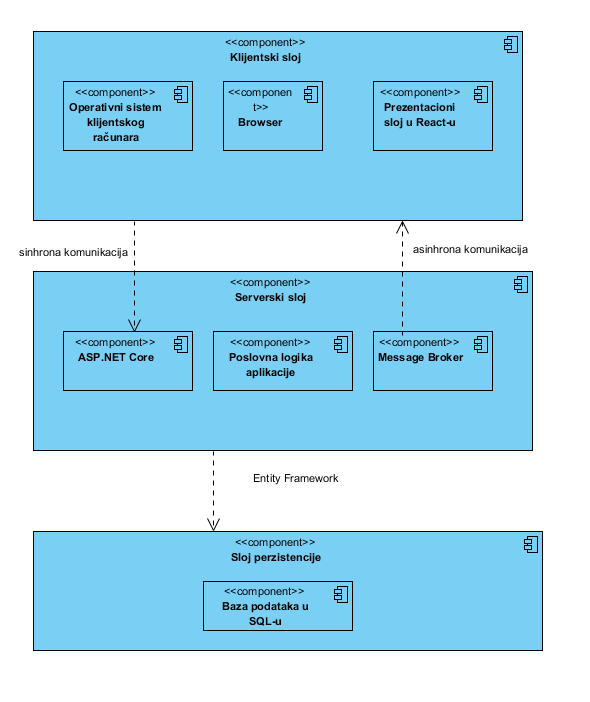 <<component>>
Klijentski sloj
<<component>>
Operativni sistem
klijentskog
računara
<<componen
t>>
Browser
<<component>>
Prezentacioni
sloj u React-u
sinhrona komunikacija
asinhrona komunikacija
<<component>>
Serverski sloj
<<component>>
ASP.NET Core
<<component>>
Poslovna logika
aplikacije
<<component>>
Message Broker
Entity Framework
<<component>>
Sloj perzistencije
<<component>>
Baza podataka u
SQL-u